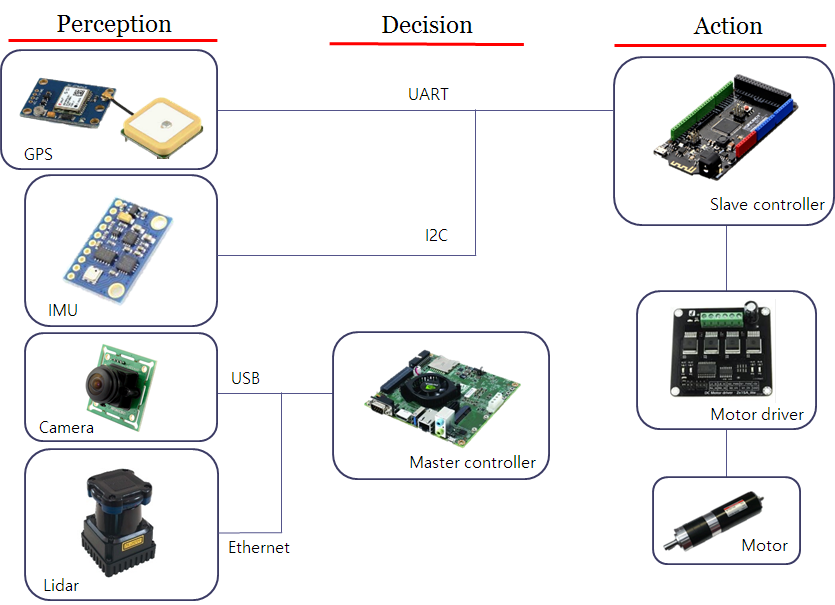 Perception
Decision
Action
UART
GPS
Slave controller
I2C
IMU
USB
Camera
Master controller
Motor driver
Ethernet
Lidar
Motor